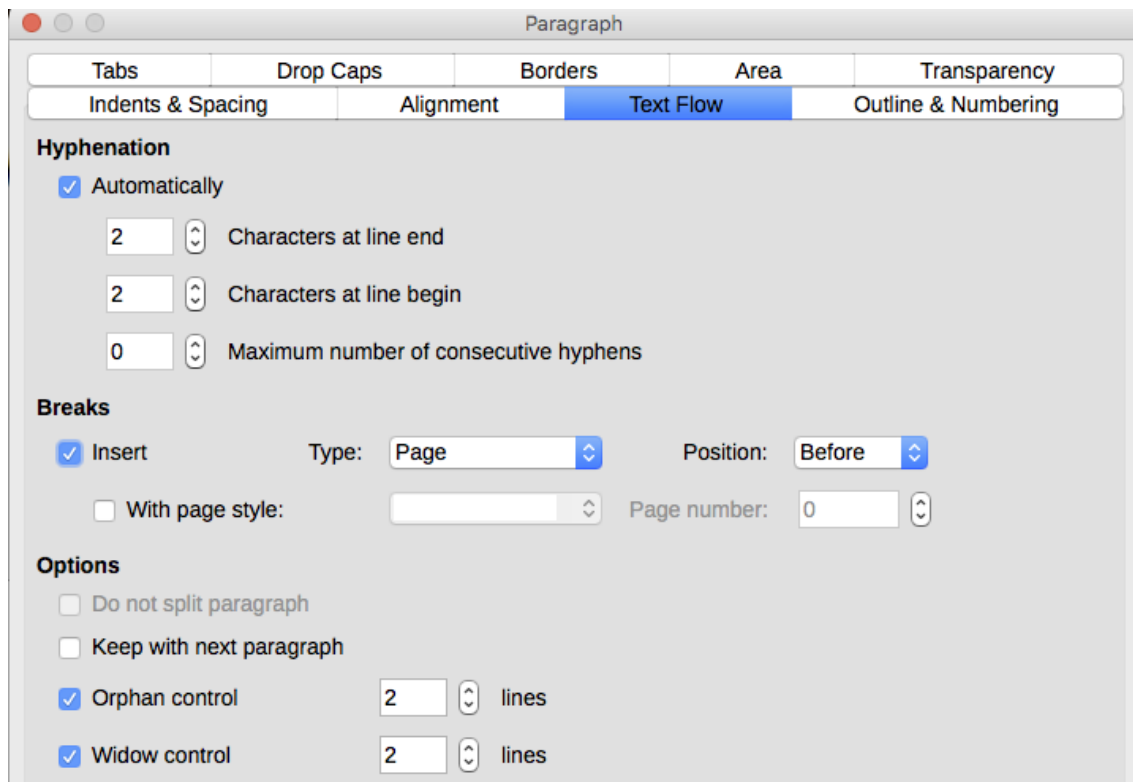 Paragraph
Tabs Drop Caps Borders Area Transparency
Indents & Spacing Alignment Text Flow Outline & Numbering
Hyphenation
Automatically
2 Characters at line end
2 Characters at line begin
0 Maximum number of consecutive hyphens
Breaks
Insert Type: Page Position: Before
With page style: Page number: 0
Options
Do not split paragraph
Keep with next paragraph
Orphan control 2 lines
Widow control 2 lines